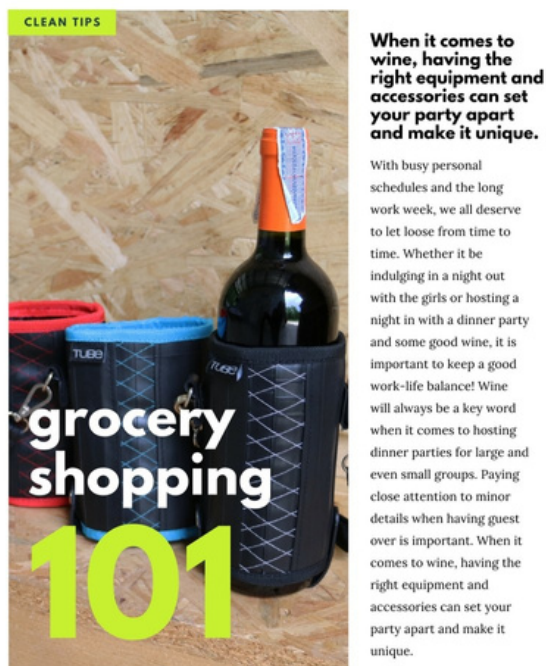 CLEAN TIPS
TUBE
TUBE
grocery
shopping
101
When it comes to
wine, having the
right equipment and
accessories can set
your party apart
and make it unique.
With busy personal
schedules and the long
work week, we all deserve
to let loose from time to
time. Whether it be
indulging in a night out
with the girls or hosting a
night in with a dinner party
and some good wine, it is
important to keep a good
work-life balance! Wine
will always be a key word
when it comes to hosting
dinner parties for large and
even small groups. Paying
close attention to minor
details when having guest
over is important. When it
comes to wine, having the
right equipment and
accessories can set your
party apart and make it
unique.